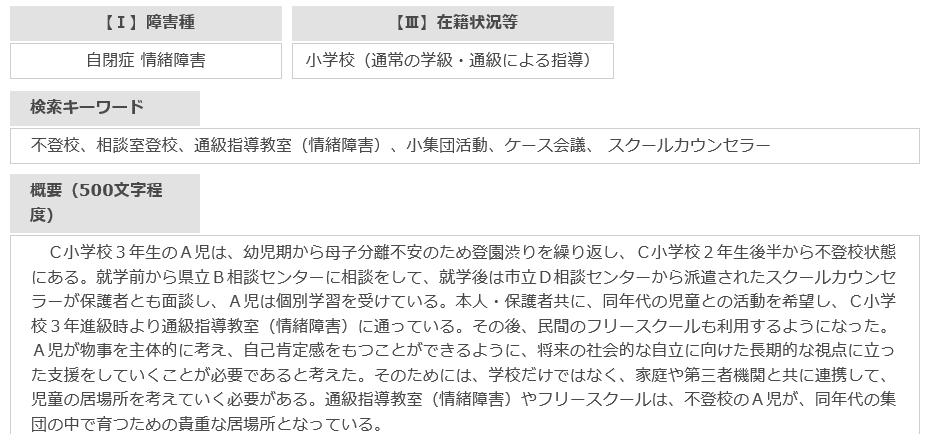 【Ⅰ】障害種
【Ⅲ】在籍状況等
自閉症 情緒障害
小学校（通常の学級・通級による指導）
検索キーワード
不登校、相談室登校、通級指導教室（情緒障害）、小集団活動、ケース会議、 スクールカウンセラー
概要（500文字程
度）
　Ｃ小学校３年生のＡ児は、幼児期から母子分離不安のため登園渋りを繰り返し、Ｃ小学校２年生後半から不登校状態
にある。就学前から県立Ｂ相談センターに相談をして、就学後は市立Ｄ相談センターから派遣されたスクールカウンセ
ラーが保護者とも面談し、Ａ児は個別学習を受けている。本人・保護者共に、同年代の児童との活動を希望し、Ｃ小学
校３年進級時より通級指導教室（情緒障害）に通っている。その後、民間のフリースクールも利用するようになった。
Ａ児が物事を主体的に考え、自己肯定感をもつことができるように、将来の社会的な自立に向けた長期的な視点に立っ
た支援をしていくことが必要であると考えた。そのためには、学校だけではなく、家庭や第三者機関と共に連携して、
児童の居場所を考えていく必要がある。通級指導教室（情緒障害）やフリースクールは、不登校のＡ児が、同年代の集
団の中で育つための貴重な居場所となっている。